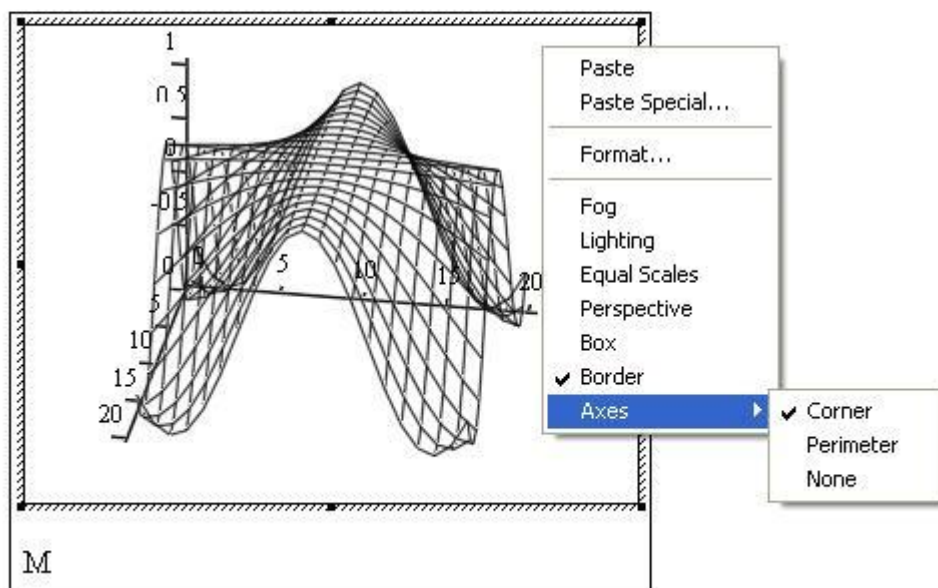 1
0.5
0
-0.5
0 0 5 10 15 20
5
10
15
20
M
Paste
Paste Special...
Format...
Fog
Lighting
Equal Scales
Perspective
Box
Border
Axes
Corner
Perimeter
None